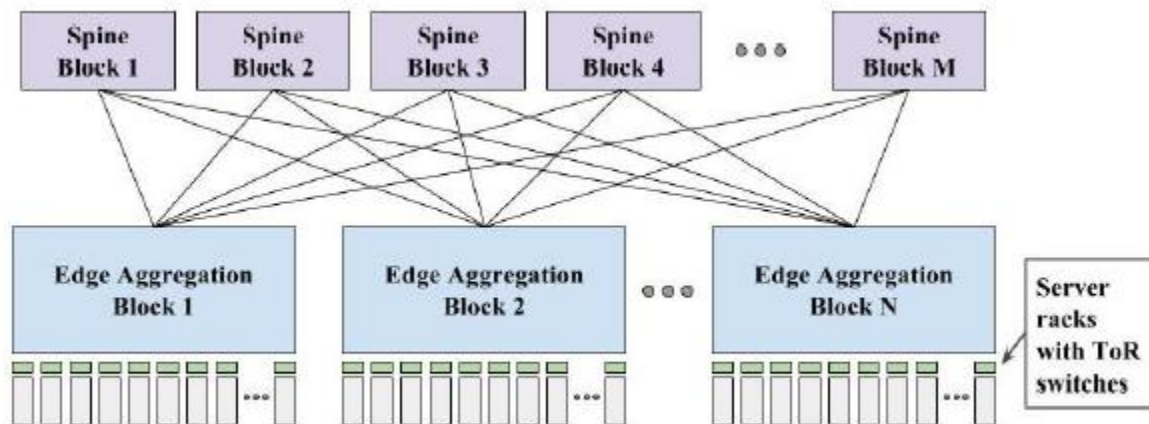 Spine
Block 1
Spine
Block 2
Spine
Block 3
Spine
Block 4
Spine
Block M
Edge Aggregation
Block 1
Edge Aggregation
Block 2
Edge Aggregation
Block N
Server
racks
with ToR
switches